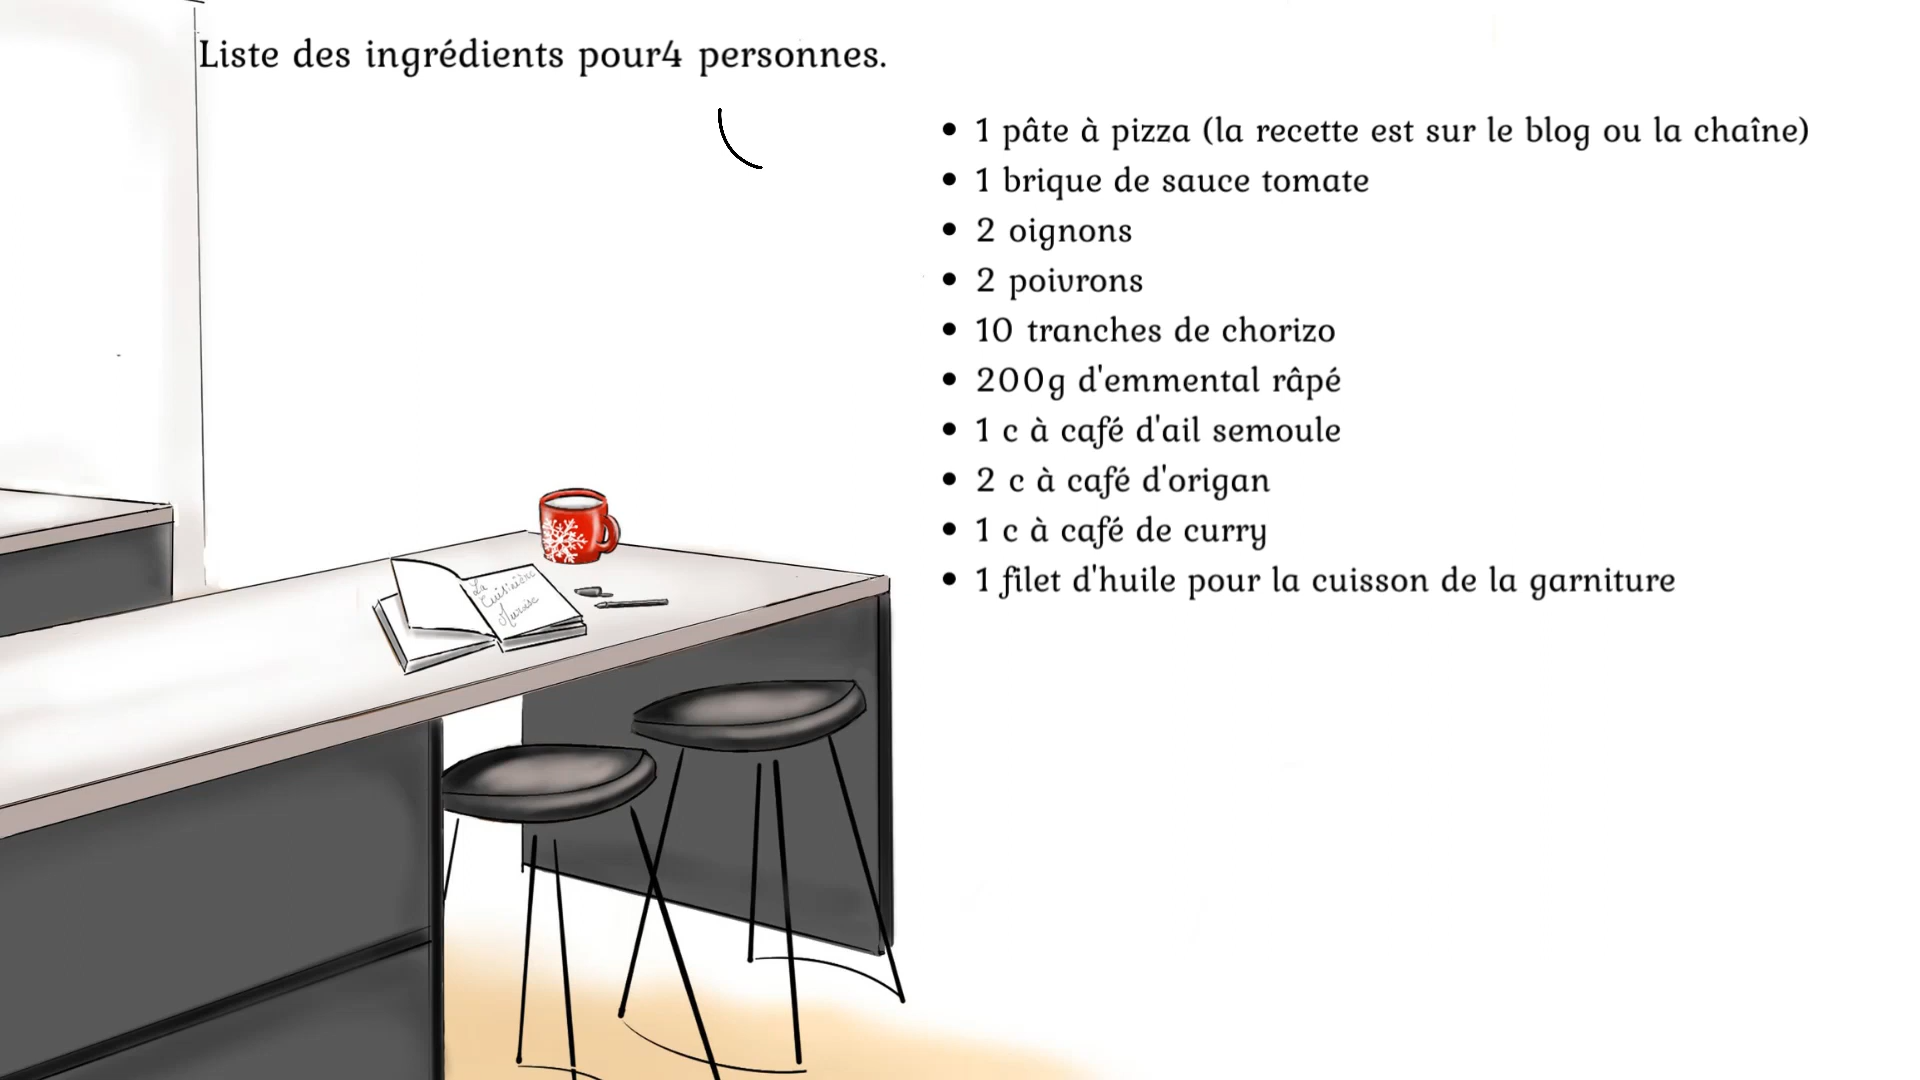 Liste des ingrédients pour4 personnes.
• 1 pâte à pizza (la recette est sur le blog ou la chaîne)
• 1 brique de sauce tomate
• 2 oignons
• 2 poivrons
• 10 tranches de chorizo
• 200g d'emmental râpé
• 1 c à café d'ail semoule
• 2 c à café d'origan
• 1 c à café de curry
• 1 filet d'huile pour la cuisson de la garniture
La
Cuisinière